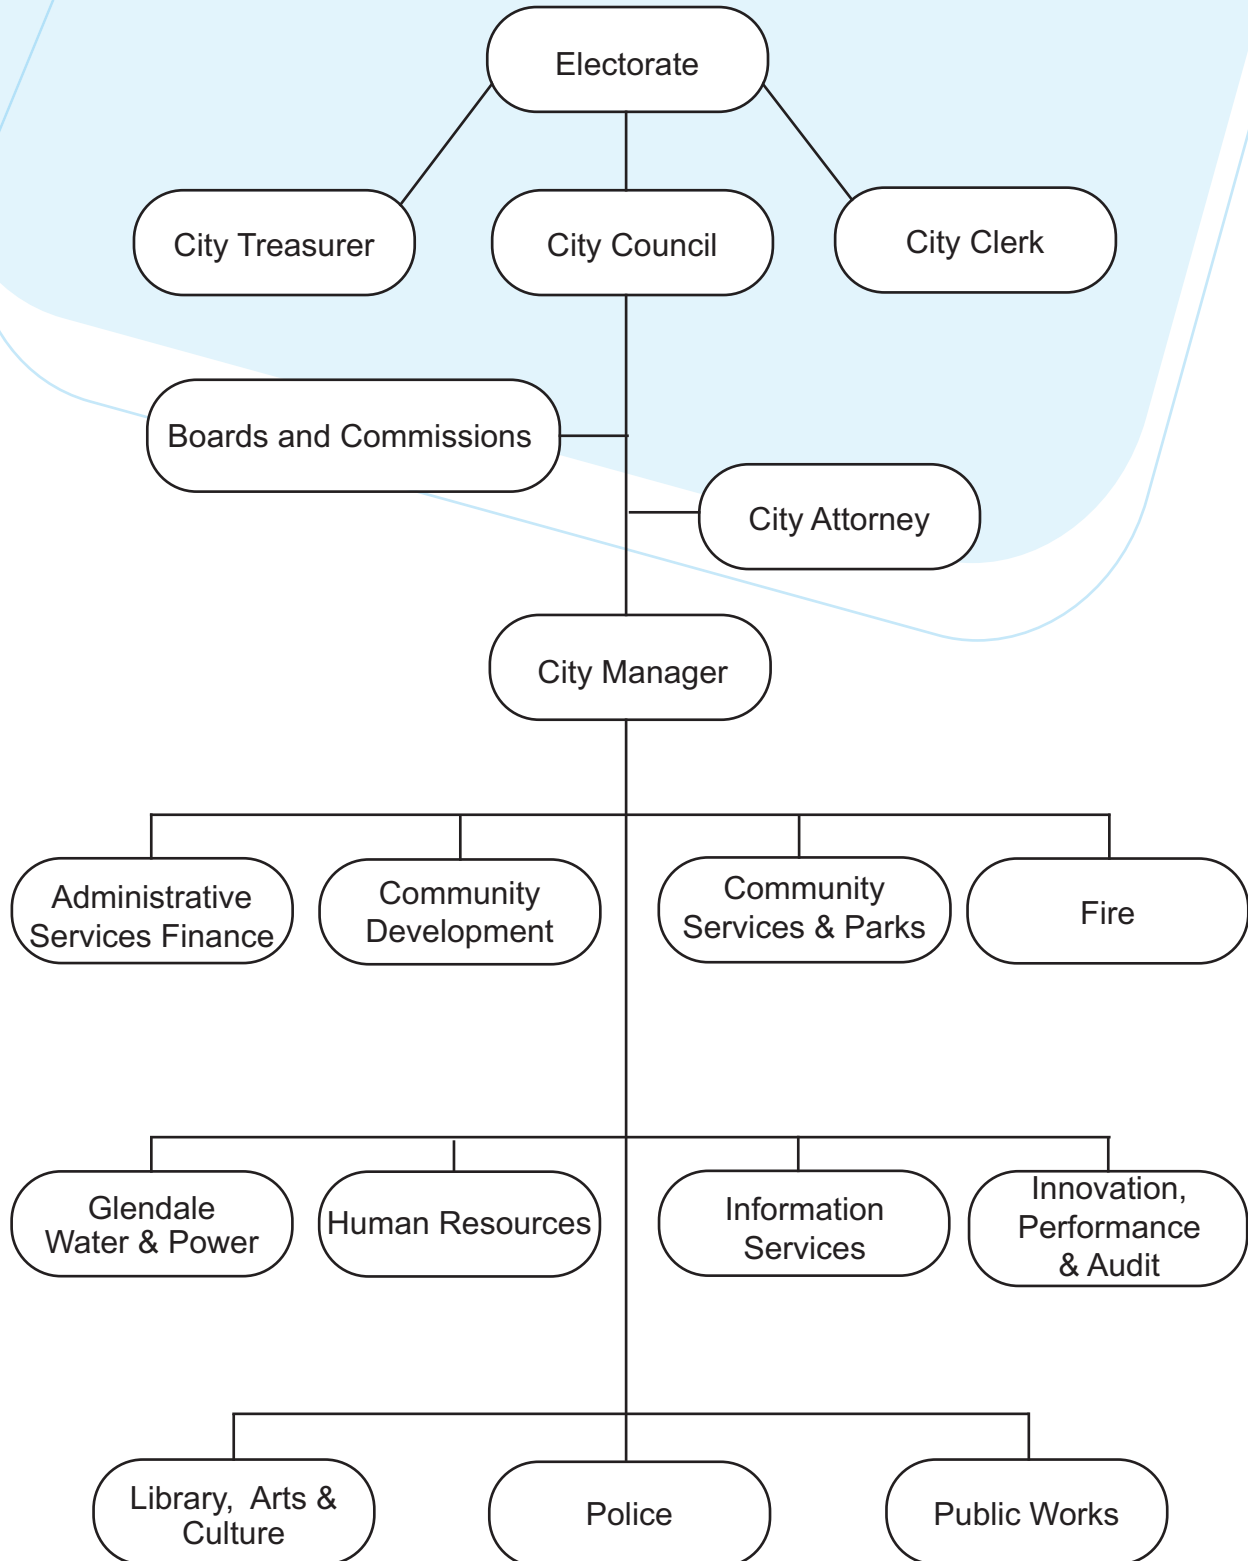 Electorate
City Treasurer
City Council
City Clerk
Boards and Commissions
City Attorney
City Manager
Administrative
Services Finance
Community
Development
Community
Services & Parks
Fire
Glendale
Water & Power
Human Resources
Information
Services
Innovation,
Performance
& Audit
Library, Arts &
Culture
Police
Public Works